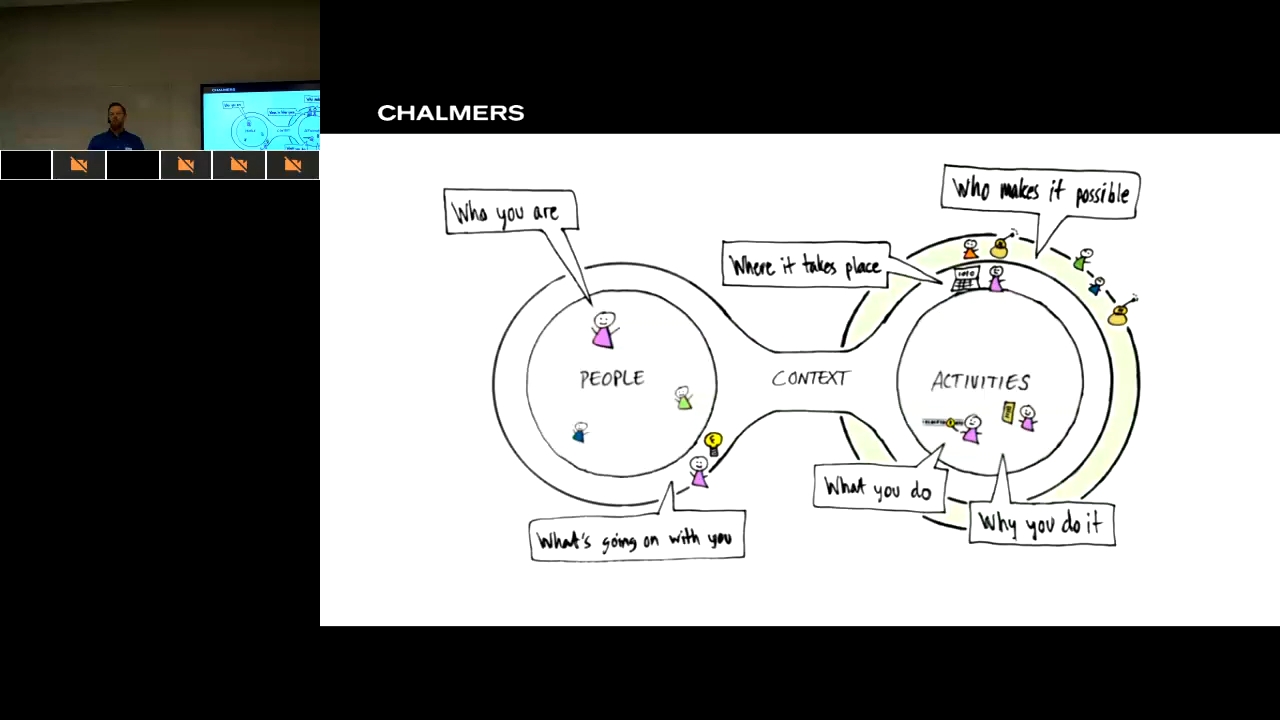 CHALMERS
Who makes it possible
Who you are
Where it takes place
PEOPLE
CONTEXT
ACTIVITIES
What you do
Why you do it
What's going on with you